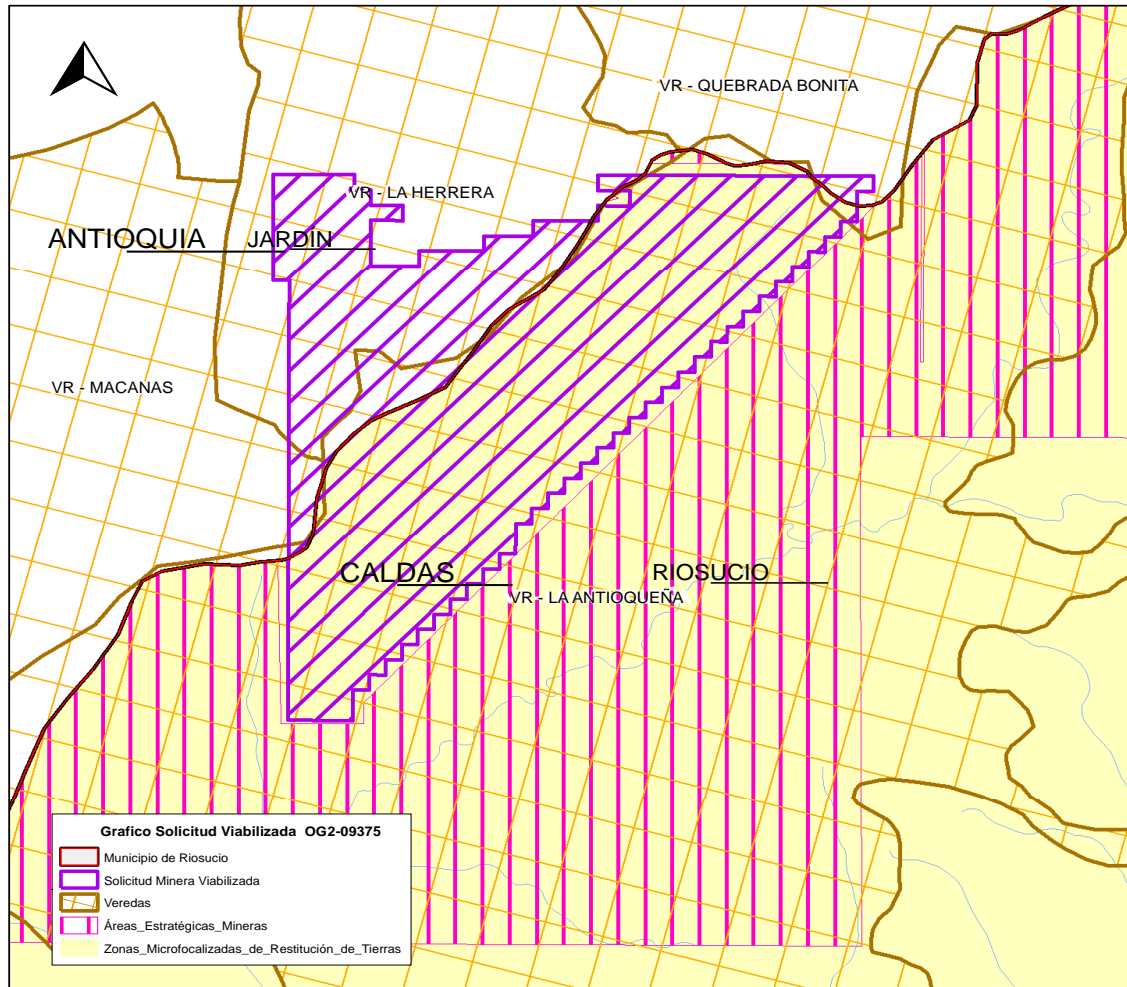 VR - QUEBRADA BONITA
VR - LA HERRERA
ANTIOQUIA JARDIN
VR - MACANAS
CALDAS RIOSUCIO
VR - LA ANTIOQUEÑA
Grafico Solicitud Viabilizada OG2-09375
Municipio de Riosucio
Solicitud Minera Viabilizada
Veredas
Áreas_Estratégicas_Mineras
Zonas_Microfocalizadas_de_Restitución_de_Tierras